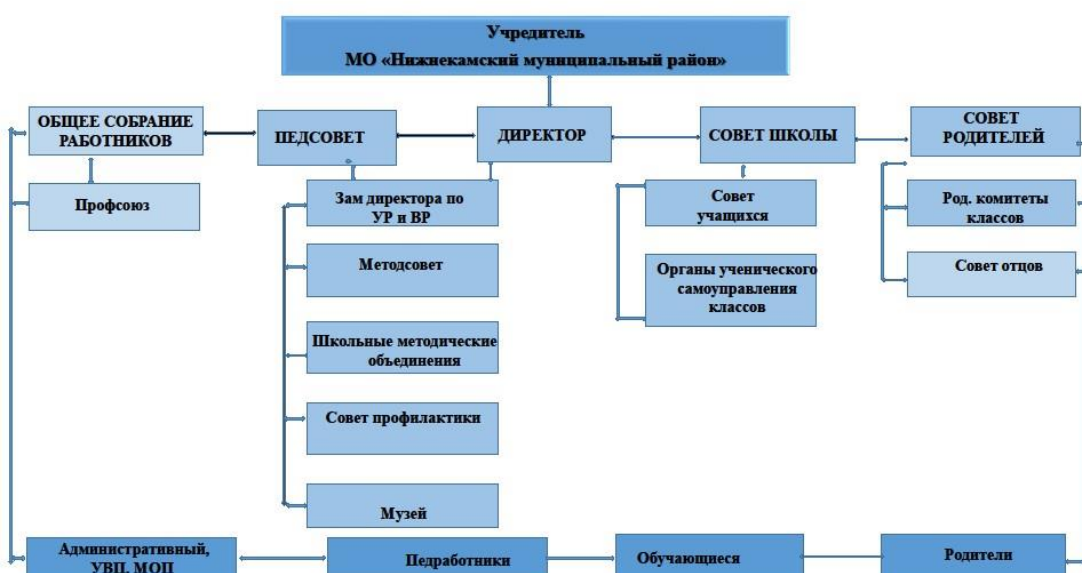 Учредитель
МО «Нижнекамский муниципальный район»
ОБЩЕЕ СОБРАНИЕ
РАБОТНИКОВ
ПЕДСОВЕТ
ДИРЕКТОР
СОВЕТ ШКОЛЫ
СОВЕТ
РОДИТЕЛЕЙ
Профсоюз
Зам директора по
УР и ВР
Методсовет
Школьные методические
объединения
Совет профилактики
Музей
Совет
учащихся
Органы ученического
самоуправления
классов
Род. комитеты
классов
Совет отцов
Административный,
УВП, МОП
Педработники
Обучающиеся
Родители